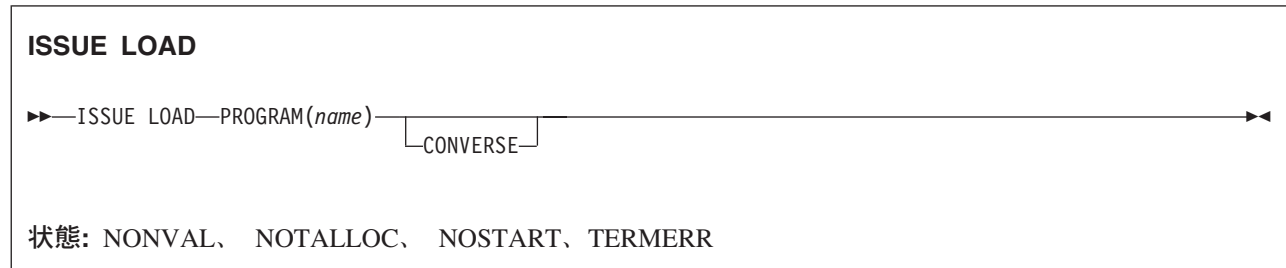 ISSUE LOAD
ISSUE LOAD PROGRAM(name)
CONVERSE
状態: NONVAL、 NOTALLOC、 NOSTART、TERMERR